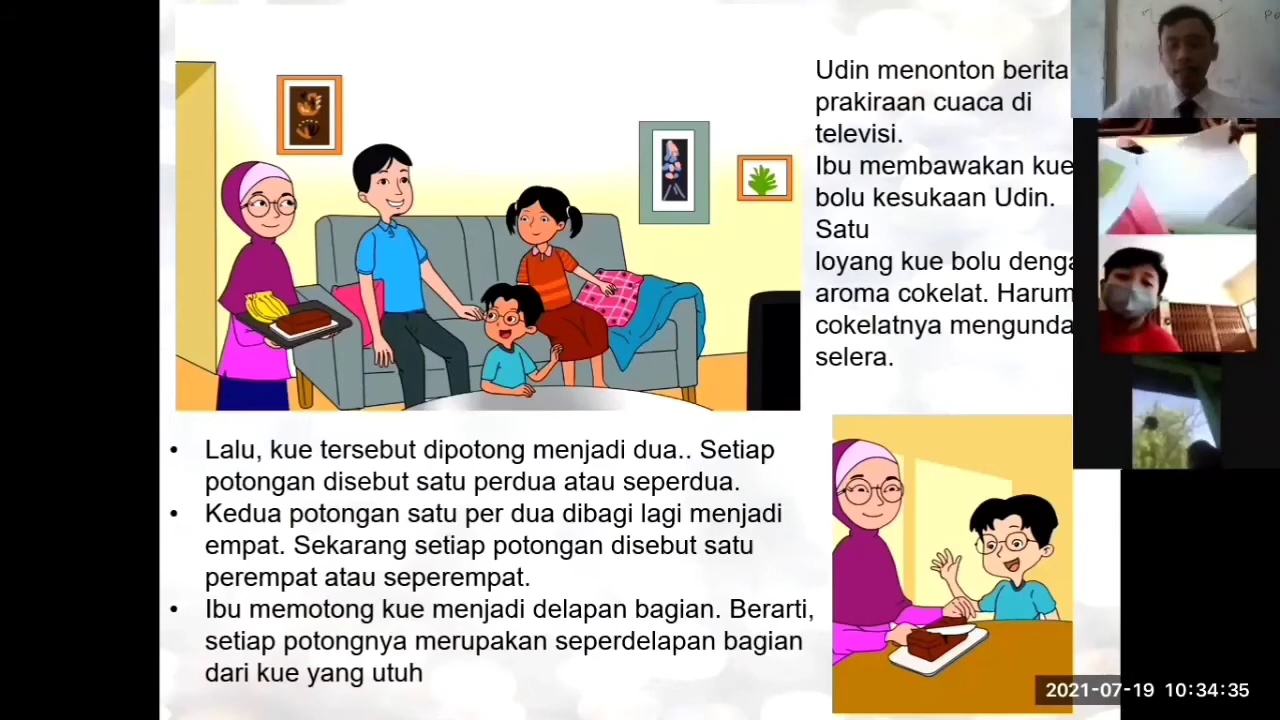 Udin menonton berita
prakiraan cuaca di
televisi.
Ibu membawakan kue
bolu kesukaan Udin.
Satu
loyang kue bolu denga
aroma cokelat. Harum
cokelatnya mengunda
selera.
• Lalu, kue tersebut dipotong menjadi dua.. Setiap
potongan disebut satu perdua atau seperdua.
• Kedua potongan satu per dua dibagi lagi menjadi
empat. Sekarang setiap potongan disebut satu
perempat atau seperempat.
• Ibu memotong kue menjadi delapan bagian. Berarti,
setiap potongnya merupakan seperdelapan bagian
dari kue yang utuh
2021-07-19 10:34:35